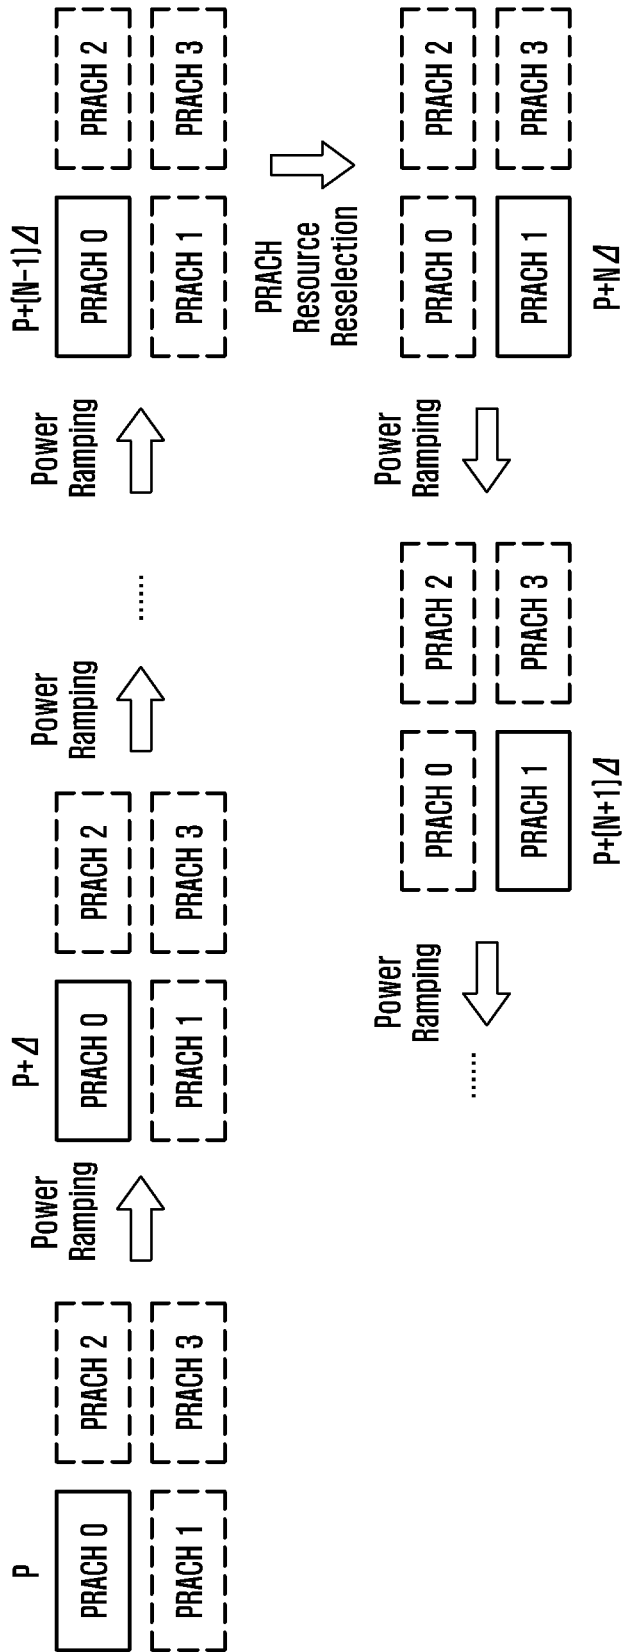 P
PRACH 0
PRACH 2
PRACH 1
PRACH 3
Power
Ramping
P+Δ
PRACH 0
PRACH 2
PRACH 1
PRACH 3
Power
Ramping
......
Power
Ramping
P+(N-1)Δ
PRACH 0
PRACH 2
PRACH 1
PRACH 3
PRACH
Resource
Reselection
PRACH 0
PRACH 2
PRACH 1
PRACH 3
P+NΔ
Power
Ramping
PRACH 0
PRACH 2
PRACH 1
PRACH 3
P+(N+1)Δ
Power
Ramping
......